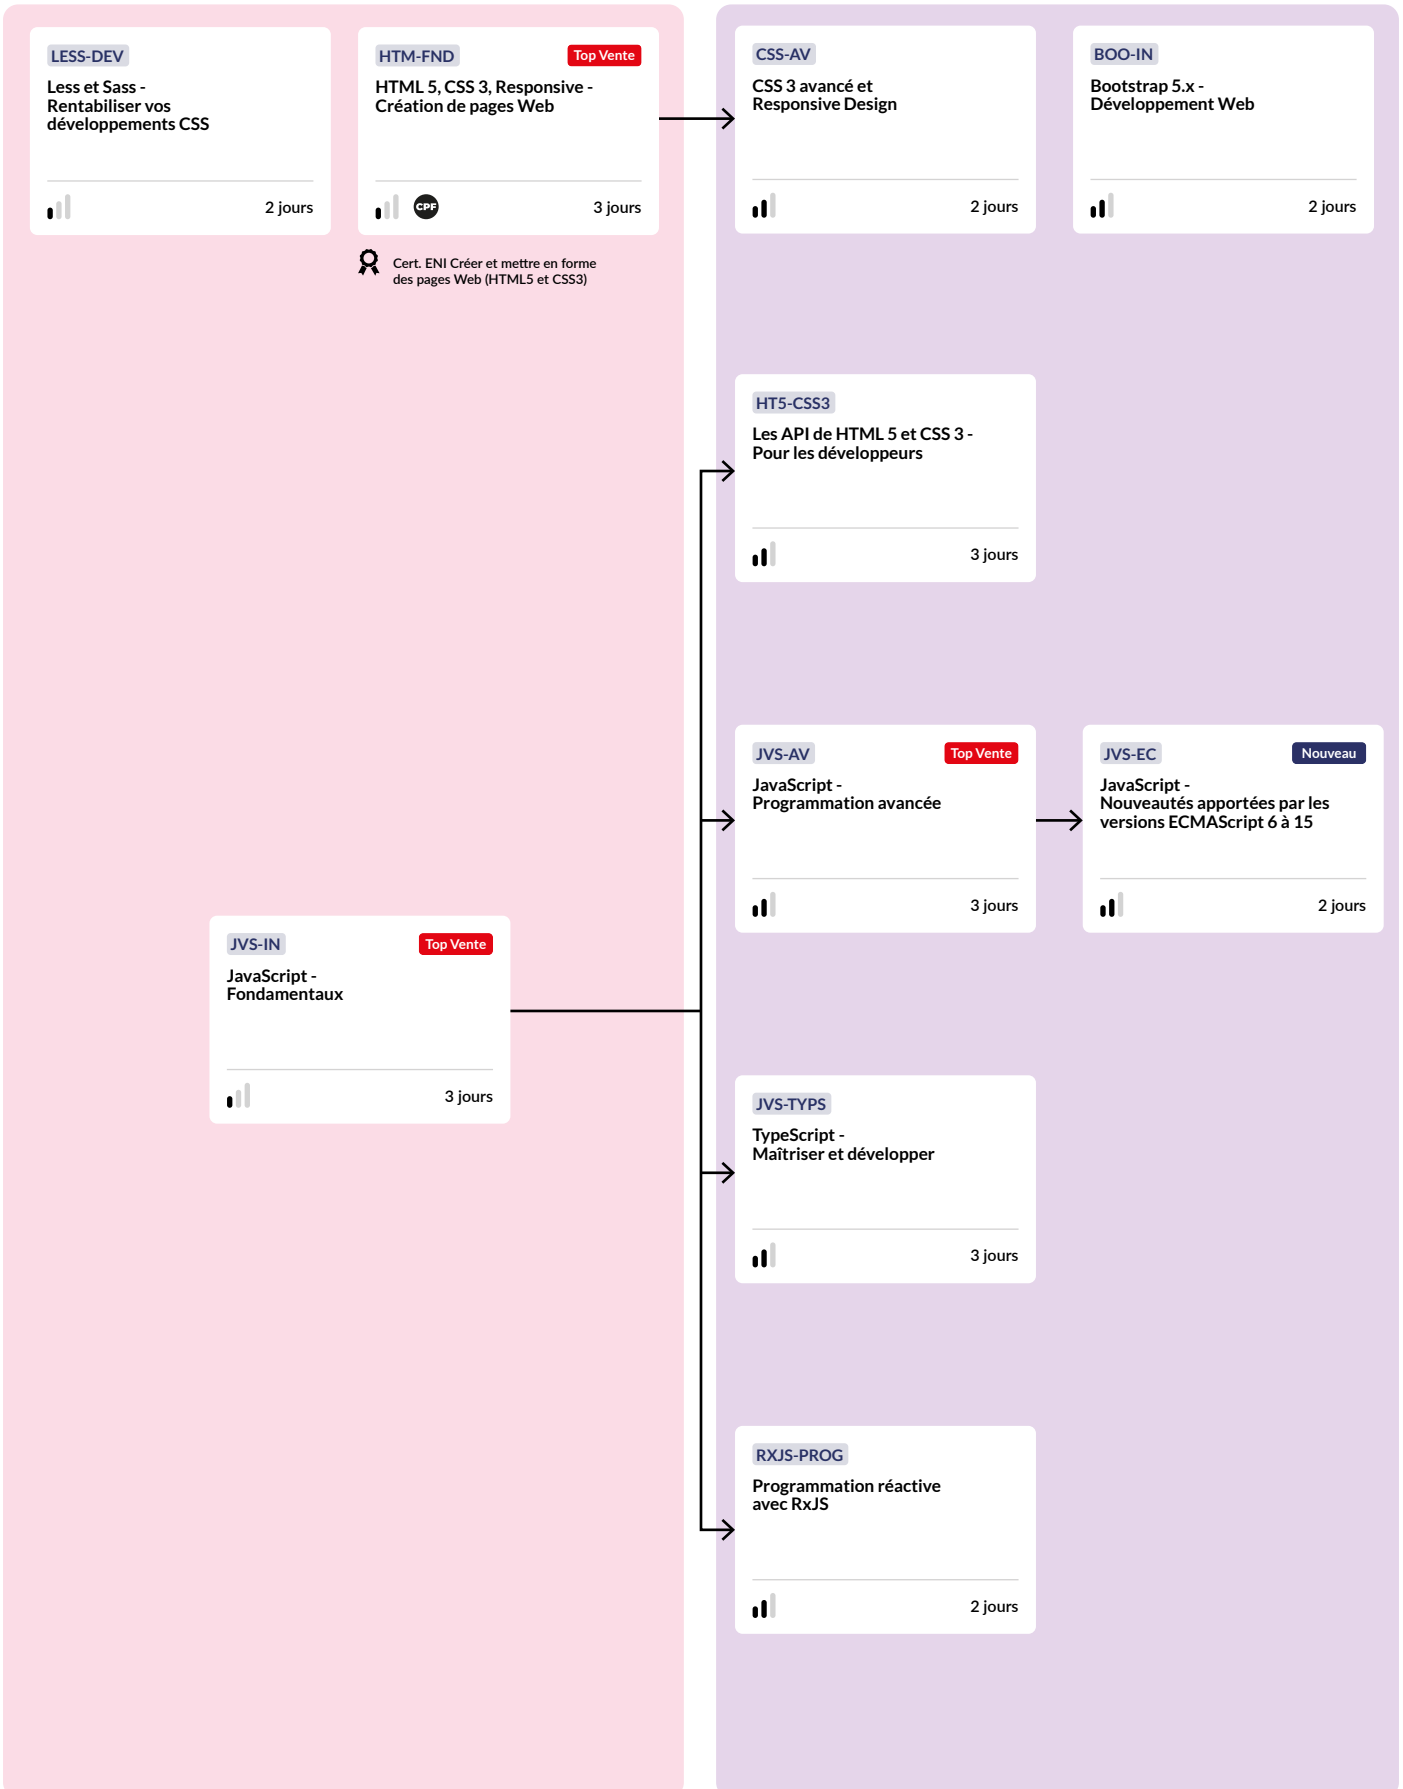 LESS-DEV
Less et Sass -
Rentabiliser vos
développements CSS
2 jours
HTM-FND
Top Vente
HTML 5, CSS 3, Responsive -
Création de pages Web
CPF
3 jours
Cert. ENI Créer et mettre en forme
des pages Web (HTML5 et CSS3)
CSS-AV
CSS 3 avancé et
Responsive Design
2 jours
BOO-IN
Bootstrap 5.x -
Développement Web
2 jours
HT5-CSS3
Les API de HTML 5 et CSS 3 -
Pour les développeurs
3 jours
JVS-AV
Top Vente
JavaScript -
Programmation avancée
3 jours
JVS-EC
Nouveau
JavaScript -
Nouveautés apportées par les
versions ECMAScript 6 à 15
2 jours
JVS-IN
Top Vente
JavaScript -
Fondamentaux
3 jours
JVS-TYPS
TypeScript -
Maîtriser et développer
3 jours
RXJS-PROG
Programmation réactive
avec RxJS
2 jours